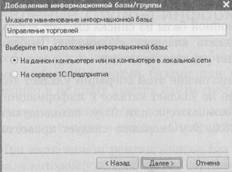 Добавление информационной базы/группы
Укажите наименование информационной базы:
Управление торговлей
Выберите тип расположения информационной базы:
На данном компьютере или на компьютере в локальной сети
На сервере 1С:Предприятия
< Назад
Далее >
Отмена